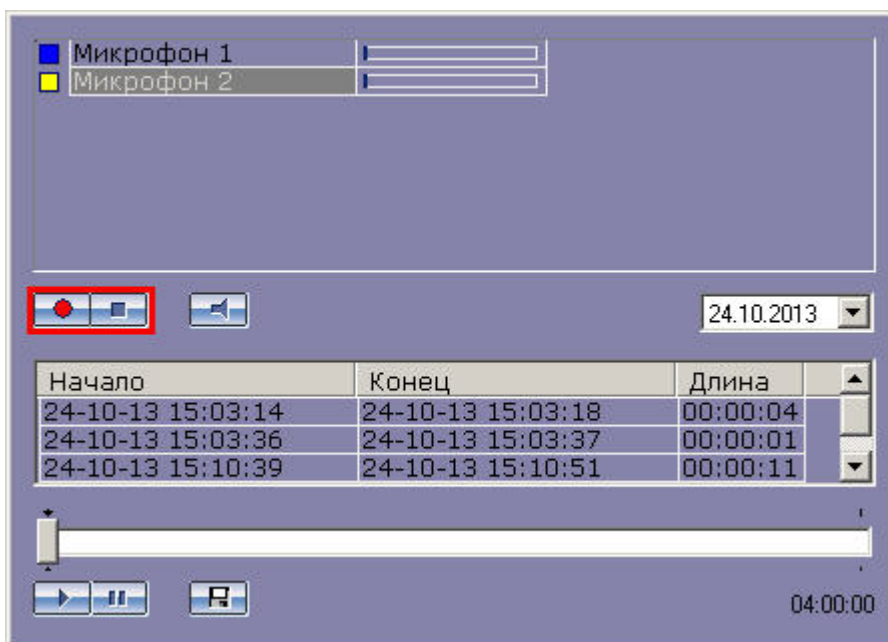 Микрофон 1
Микрофон 2
24.10.2013
Начало Конец Длина
24-10-13 15:03:14 24-10-13 15:03:18 00:00:04
24-10-13 15:03:36 24-10-13 15:03:37 00:00:01
24-10-13 15:10:39 24-10-13 15:10:51 00:00:11
04:00:00